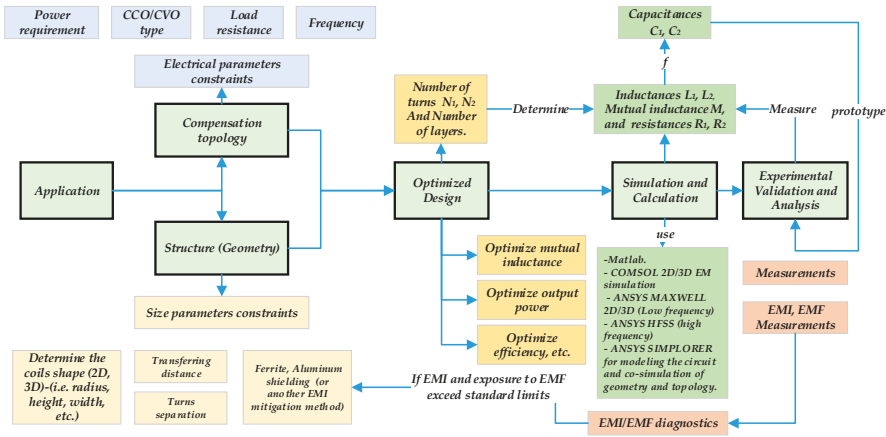 Power
requirement
CCO/CVO
type
Load
resistance
Frequency
Capacitances
C₁, C₂
Electrical parameters
constraints
f
Number of
turns N₁, N₂
And Number
of layers.
Determine
Inductances L₁, L₂,
Mutual inductance M,
and resistances R₁, R₂
Measure
prototype
Compensation
topology
Application
Optimized
Design
Simulation and
Calculation
Experimental
Validation and
Analysis
Structure (Geometry)
use
Optimize mutual
inductance
Optimize output
power
Optimize
efficiency, etc.
-Matlab.
- COMSOL 2D/3D EM
simulation
- ANSYS MAXWELL
2D/3D (Low frequency)
- ANSYS HFSS (high
frequency)
- ANSYS SIMPLORER
for modeling the circuit
and co-simulation of
geometry and topology.
Measurements
EMI, EMF
Measurements
Size parameters constraints
Determine the
coils shape (2D,
3D)-(i.e. radius,
height, width,
etc.)
Transferring
distance
Turns
separation
Ferrite, Aluminum
shielding (or
another EMI
mitigation method)
If EMI and exposure to EMF
exceed standard limits
EMI/EMF diagnostics